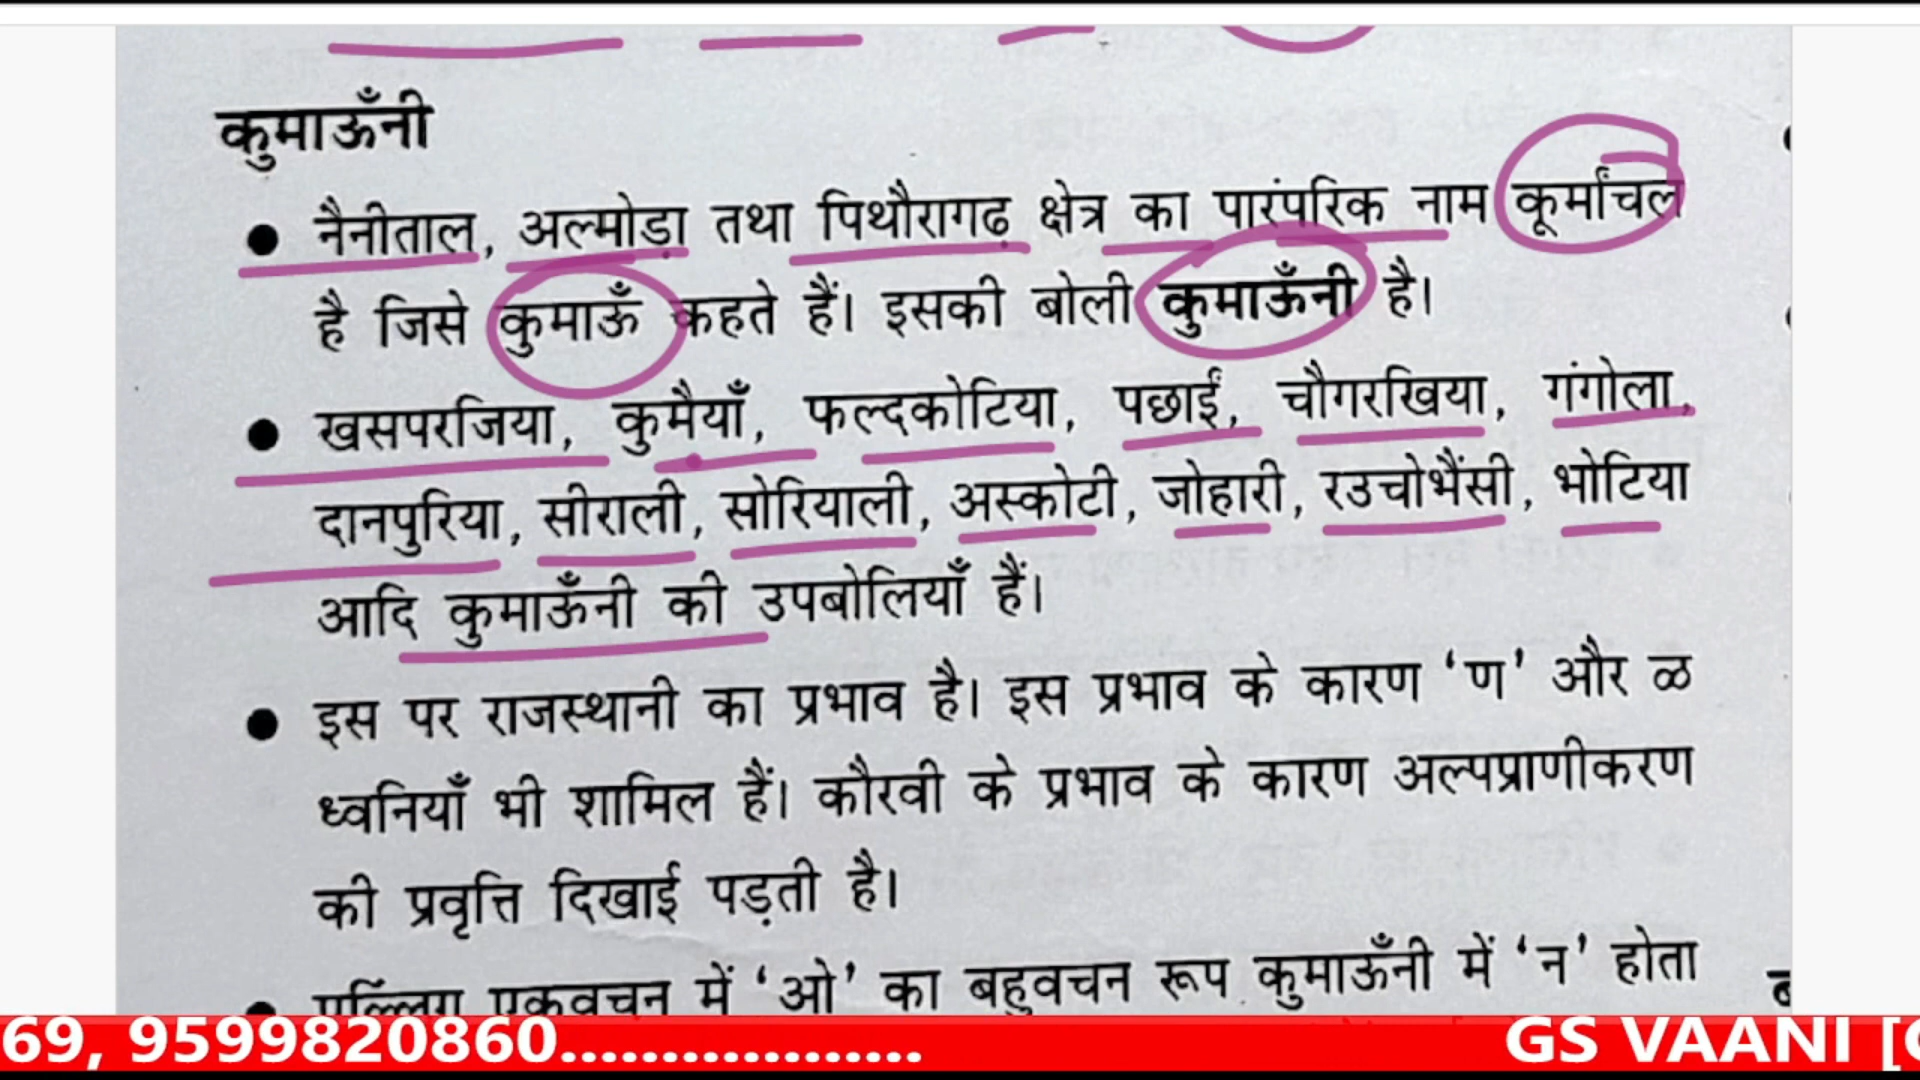 कुमाऊँनी
● नैनीताल, अल्मोड़ा तथा पिथौरागढ़ क्षेत्र का पारंपरिक नाम कूर्मांचल
है जिसे कुमाऊँ कहते हैं। इसकी बोली कुमाऊँनी है।
● खसपरजिया, कुमैयाँ, फल्दकोटिया, पछाईं, चौगरखिया, गंगोला,
दानपुरिया, सीराली, सोरियाली, अस्कोटी, जोहारी, रउचोभैंसी, भोटिया
आदि कुमाऊँनी की उपबोलियाँ हैं।
● इस पर राजस्थानी का प्रभाव है। इस प्रभाव के कारण ‘ण’ और ळ
ध्वनियाँ भी शामिल हैं। कौरवी के प्रभाव के कारण अल्पप्राणीकरण
की प्रवृत्ति दिखाई पड़ती है।
● पुल्लिंग एकवचन में ‘ओ’ का बहुवचन रूप कुमाऊँनी में ‘न’ होता
69, 9599820860.................. GS VAANI [